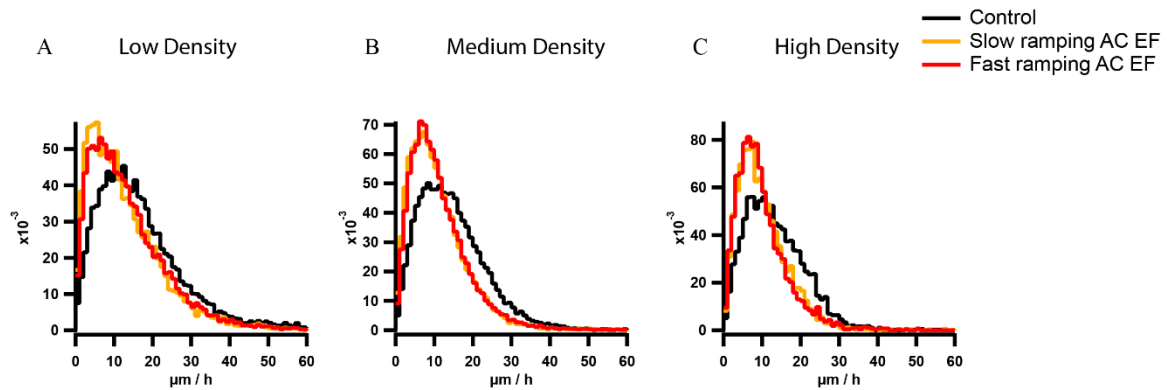 Control
A Low Density B Medium Density C High Density Slow ramping AC EF
Fast ramping AC EF
50
40
30
20
10
0
x10⁻³
0 10 20 30 40 50 60
µm / h
70
60
50
40
30
20
10
0
x10⁻³
0 10 20 30 40 50 60
µm / h
80
60
40
20
0
x10⁻³
0 10 20 30 40 50 60
µm / h